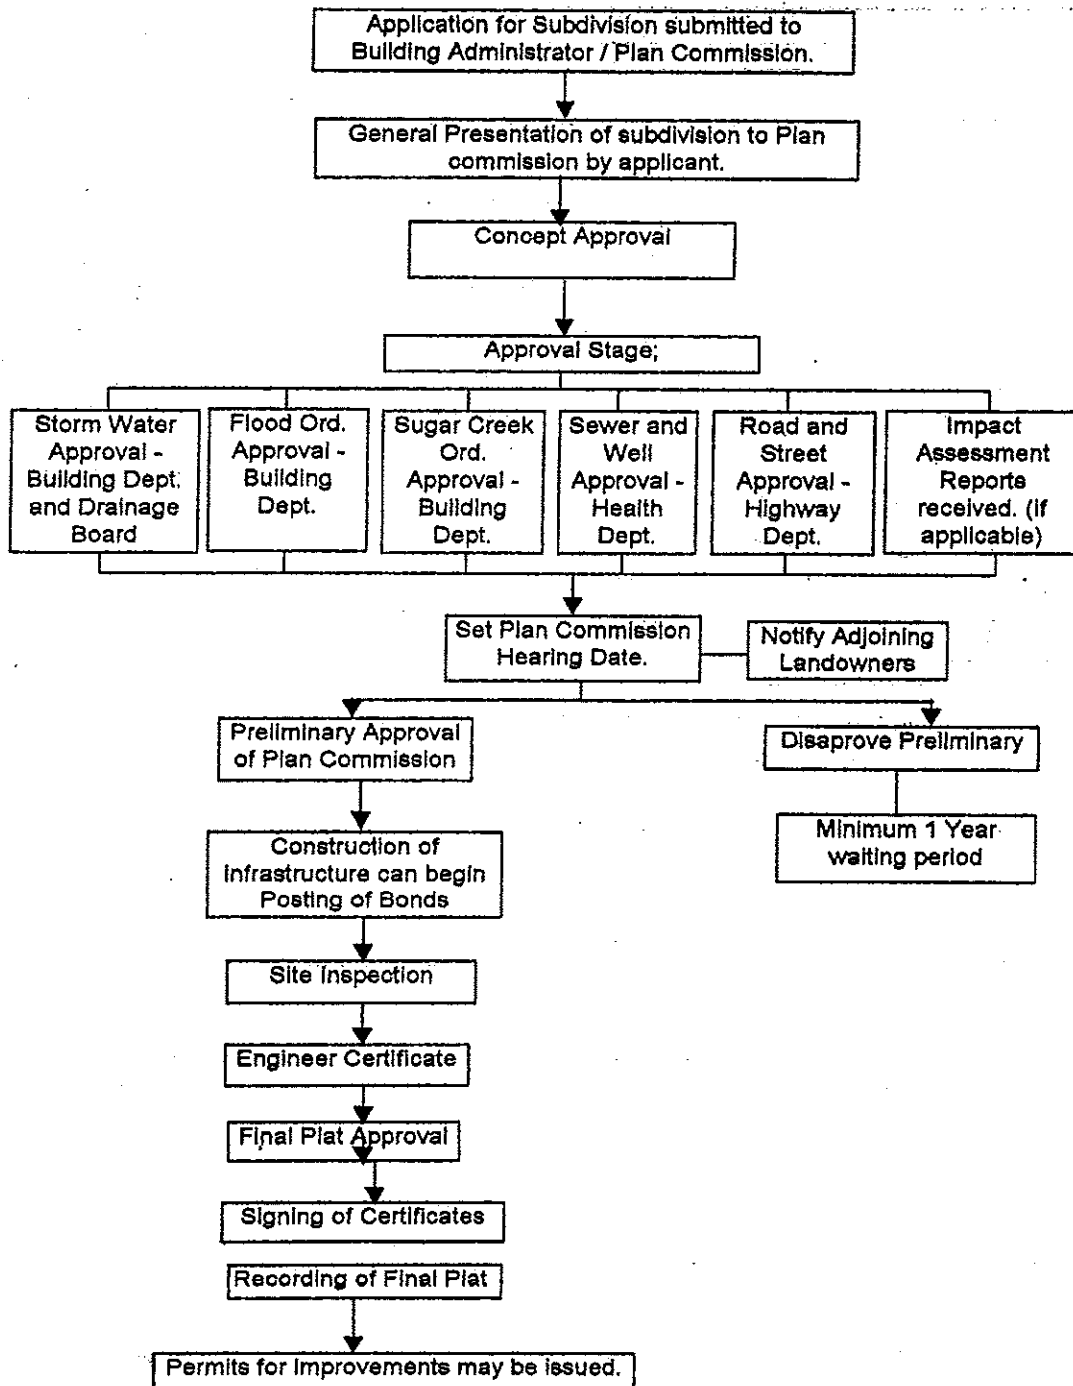 Application for Subdivision submitted to
Building Administrator / Plan Commission.
General Presentation of subdivision to Plan
commission by applicant.
Concept Approval
Approval Stage;
Storm Water
Approval -
Building Dept.
and Drainage
Board
Flood Ord.
Approval -
Building
Dept.
Sugar Creek
Ord.
Approval -
Building
Dept.
Sewer and
Well
Approval -
Health
Dept.
Road and
Street
Approval -
Highway
Dept.
Impact
Assessment
Reports
received. (if
applicable)
Set Plan Commission
Hearing Date.
Notify Adjoining
Landowners
Preliminary Approval
of Plan Commission
Disaprove Preliminary
Construction of
infrastructure can begin
Posting of Bonds
Minimum 1 Year
waiting period
Site Inspection
Engineer Certificate
Final Plat Approval
Signing of Certificates
Recording of Final Plat
Permits for Improvements may be issued.